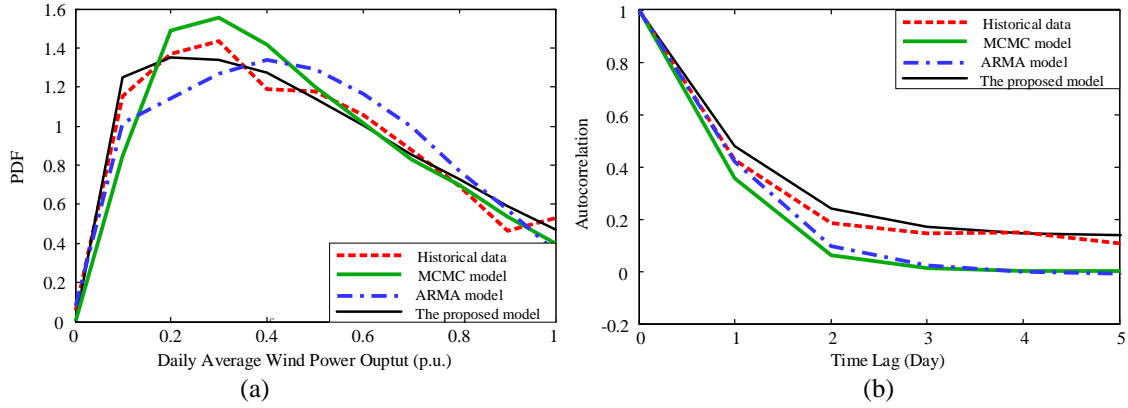 1.6
1.4
1.2
1
0.8
0.6
0.4
0.2
0
PDF
0 0.2 0.4 0.6 0.8 1
Daily Average Wind Power Ouptut (p.u.)
Historical data
MCMC model
ARMA model
The proposed model
(a)
1
0.8
0.6
0.4
0.2
0
-0.2
Autocorrelation
0 1 2 3 4 5
Time Lag (Day)
Historical data
MCMC model
ARMA model
The proposed model
(b)